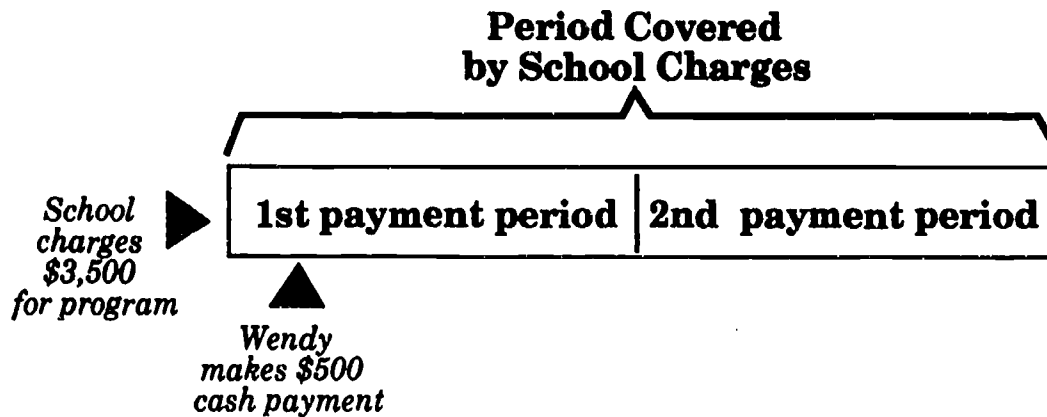 Period Covered
by School Charges
School
charges
$3,500
for program
1st payment period
2nd payment period
Wendy
makes $500
cash payment